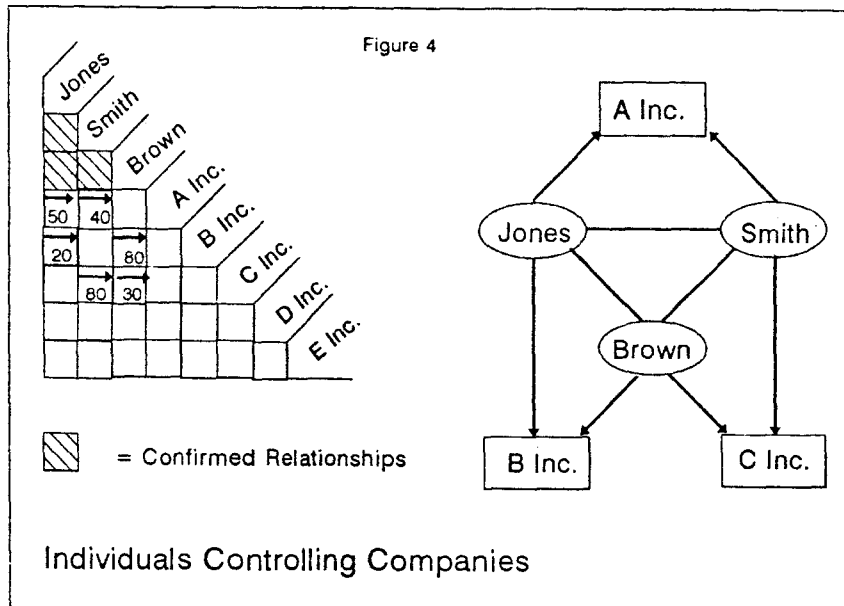 Figure 4
Jones
Smith
Brown
A Inc.
B Inc.
C Inc.
D Inc.
E Inc.
50 40
20 80
80 30
= Confirmed Relationships
A Inc.
Jones Smith
Brown
B Inc. C Inc.
Individuals Controlling Companies